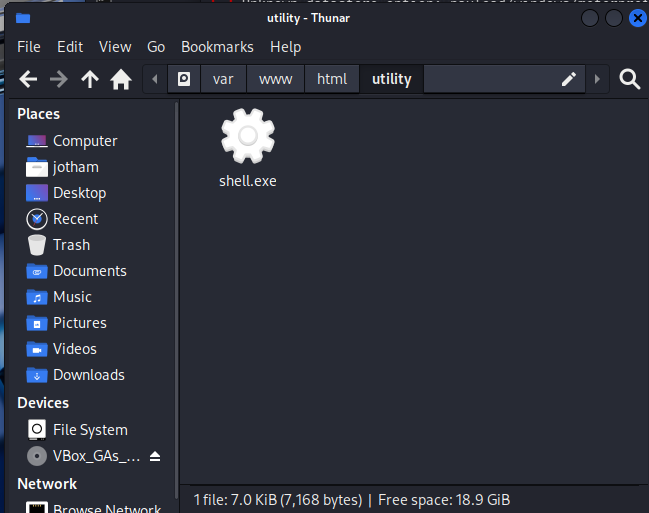 utility - Thunar
File Edit View Go Bookmarks Help
var www html utility
Places
Computer
jotham
Desktop
Recent
Trash
Documents
Music
Pictures
Videos
Downloads
Devices
File System
VBox_GAs_...
Network
Browse Network
shell.exe
1 file: 7.0 KiB (7,168 bytes) | Free space: 18.9 GiB